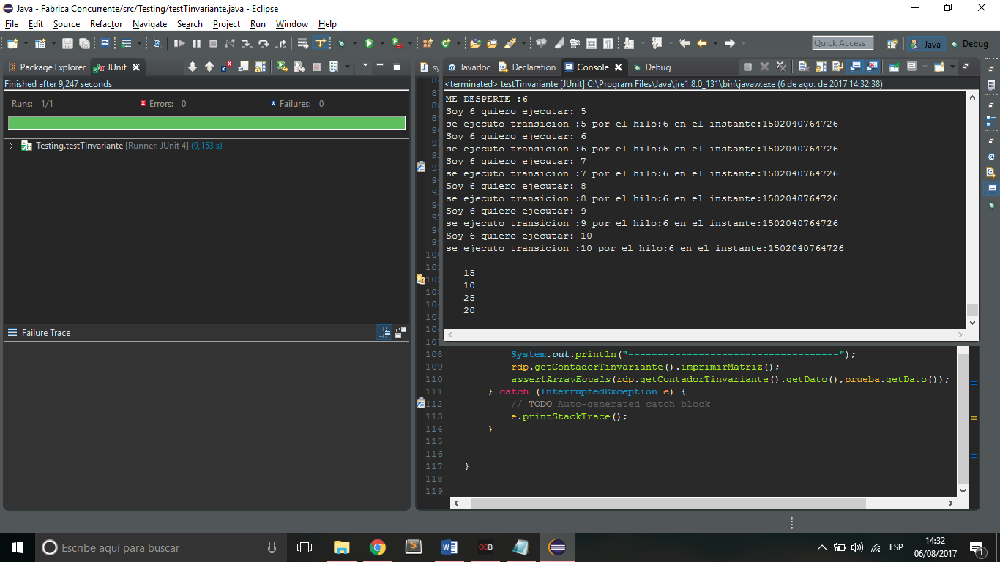 Java - Fabrica Concurrente/src/Testing/testTinvariante.java - Eclipse
File Edit Source Refactor Navigate Search Project Run Window Help
Quick Access
Java
Debug
Package Explorer
JUnit
Finished after 9,247 seconds
Runs: 1/1
Errors: 0
Failures: 0
Testing.testTinvariante [Runner: JUnit 4] (9,153 s)
Failure Trace
sy
Javadoc
Declaration
Console
Debug
<terminated> testTinvariante [JUnit] C:\Program Files\Java\jre1.8.0_131\bin\javaw.exe (6 de ago. de 2017 14:32:38)
ME DESPERTE :6
Soy 6 quiero ejecutar: 5
se ejecuto transicion :5 por el hilo:6 en el instante:1502040764726
Soy 6 quiero ejecutar: 6
se ejecuto transicion :6 por el hilo:6 en el instante:1502040764726
Soy 6 quiero ejecutar: 7
se ejecuto transicion :7 por el hilo:6 en el instante:1502040764726
Soy 6 quiero ejecutar: 8
se ejecuto transicion :8 por el hilo:6 en el instante:1502040764726
Soy 6 quiero ejecutar: 9
se ejecuto transicion :9 por el hilo:6 en el instante:1502040764726
Soy 6 quiero ejecutar: 10
se ejecuto transicion :10 por el hilo:6 en el instante:1502040764726
------------------------------------
15
10
25
20
108 System.out.println("------------------------------------");
109 rdp.getContadorTinvariante().imprimirMatriz();
110 assertArrayEquals(rdp.getContadorTinvariante().getDato(),prueba.getDato());
111 } catch (InterruptedException e) {
112 // TODO Auto-generated catch block
113 e.printStackTrace();
114 }
115
116
117 }
118
119
Escribe aquí para buscar
OSB
ESP
14:32
06/08/2017
1